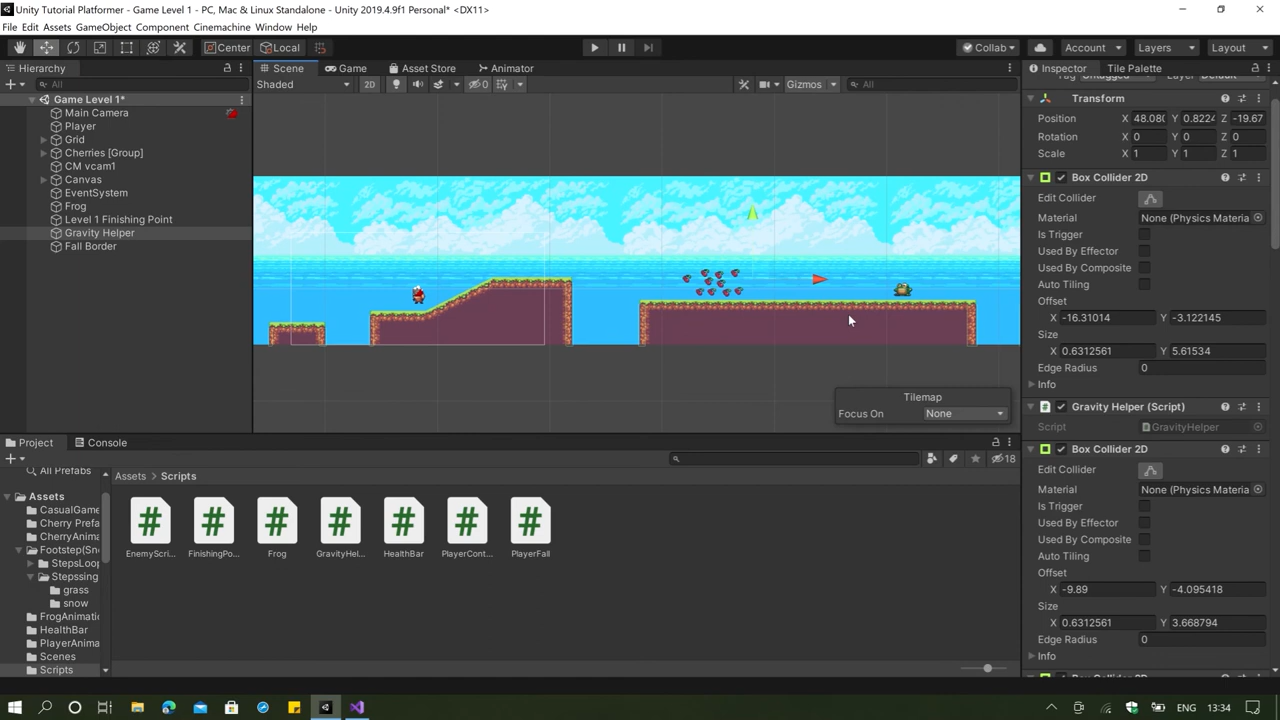 Unity Tutorial Platformer - Game Level 1 - PC, Mac & Linux Standalone - Unity 2019.4.9f1 Personal* <DX11>
File Edit Assets GameObject Component Cinemachine Window Help
Center Local Collab Account Layers Layout
Hierarchy
All
Game Level 1*
Main Camera
Player
Grid
Cherries [Group]
CM vcam1
Canvas
EventSystem
Frog
Level 1 Finishing Point
Gravity Helper
Fall Border
Scene Game Asset Store Animator
Shaded 2D 0 Gizmos All
Tilemap
Focus On None
Inspector Tile Palette
Transform
Position X 48.080 Y 0.8224 Z -19.67
Rotation X 0 Y 0 Z 0
Scale X 1 Y 1 Z 1
Box Collider 2D
Edit Collider
Material None (Physics Materia
Is Trigger
Used By Effector
Used By Composite
Auto Tiling
Offset
X -16.31014 Y -3.122145
Size
X 0.6312561 Y 5.61534
Edge Radius 0
Info
Gravity Helper (Script)
Script GravityHelper
Box Collider 2D
Edit Collider
Material None (Physics Materia
Is Trigger
Used By Effector
Used By Composite
Auto Tiling
Offset
X -9.89 Y -4.095418
Size
X 0.6312561 Y 3.668794
Edge Radius 0
Info
Project Console
18
All Prefabs
Assets
CasualGame
Cherry Prefa
CherryAnima
Footstep(Sno
StepsLoop
Stepssing
grass
snow
FrogAnimati
HealthBar
PlayerAnima
Scenes
Scripts
Assets > Scripts
EnemyScri... FinishingPo... Frog GravityHel... HealthBar PlayerCont... PlayerFall
ENG 13:34